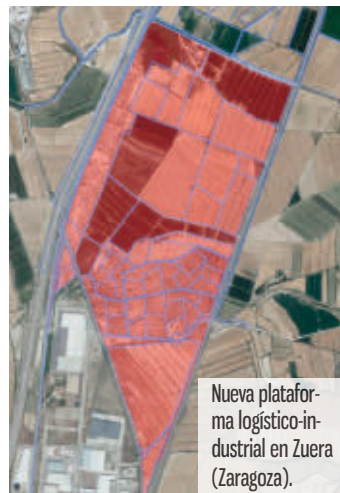 Nueva platafor-
ma logístico-in-
dustrial en Zuera
(Zaragoza).